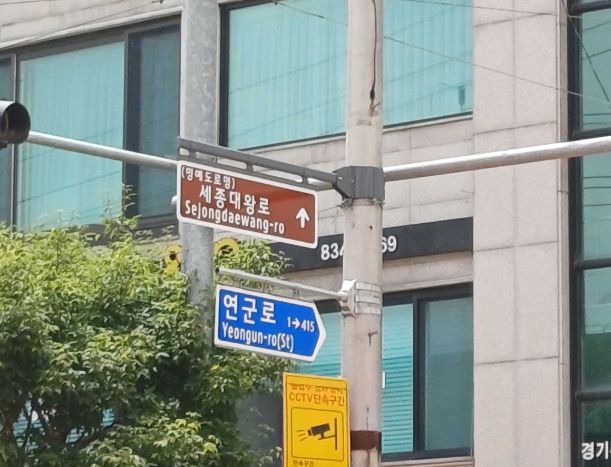 (명예도로명)
세종대왕로
Sejongdaewang-ro
834
69
연군로
1→415
Yeongun-ro(St)
CCTV단속구간
경기